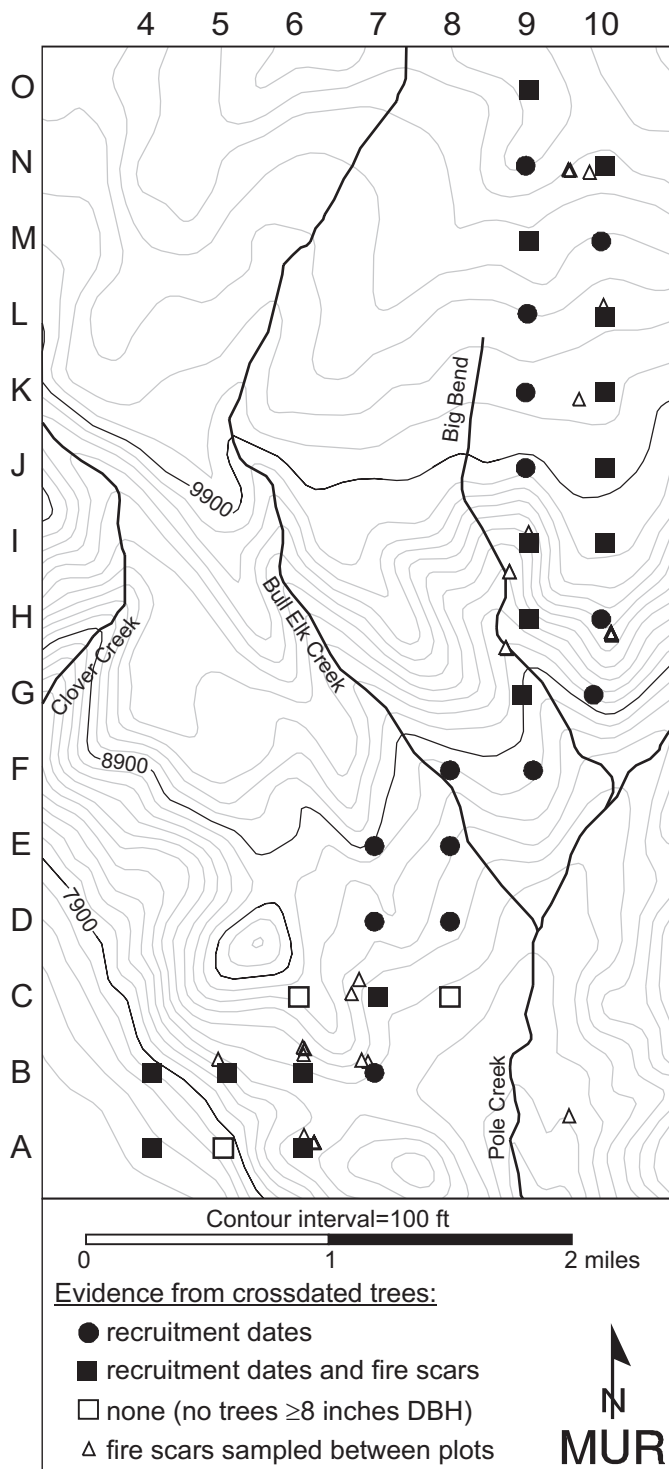 4 5 6 7 8 9 10
O
N
M
L
K
Big Bend
J
9900
I
Bull Elk Creek
H
Clover Creek
G
8900
F
E
7900
D
C
B
Pole Creek
A
Contour interval=100 ft
0 1 2 miles
Evidence from crossdated trees:
recruitment dates
recruitment dates and fire scars
none (no trees ≥8 inches DBH)
fire scars sampled between plots
N
MUR